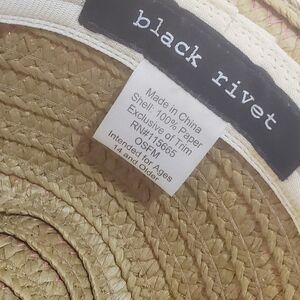 black rivet
Made in China
Shell: 100% Paper
Exclusive of Trim
RN#115665
OSFM
Intended for Ages
14 and Older